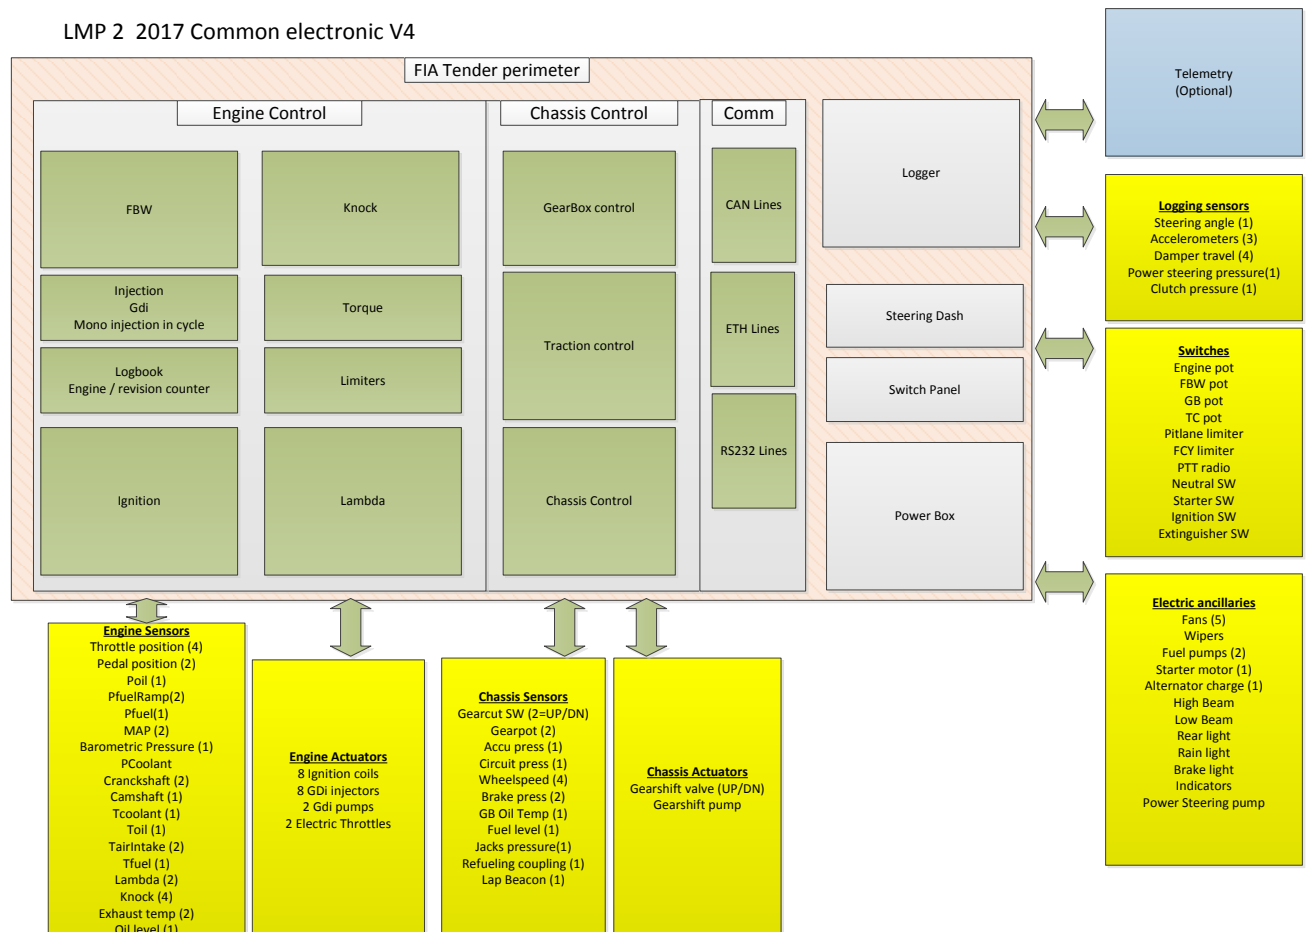 LMP 2  2017 Common electronic V4
FIA Tender perimeter
Engine Control
Chassis Control
Comm
FBW
Knock
Injection
Gdi
Mono injection in cycle
Torque
Logbook
Engine / revision counter
Limiters
Ignition
Lambda
GearBox control
Traction control
Chassis Control
CAN Lines
ETH Lines
RS232 Lines
Logger
Steering Dash
Switch Panel
Power Box
Telemetry
(Optional)
Logging sensors
Steering angle (1)
Accelerometers (3)
Damper travel (4)
Power steering pressure(1)
Clutch pressure (1)
Switches
Engine pot
FBW pot
GB pot
TC pot
Pitlane limiter
FCY limiter
PTT radio
Neutral SW
Starter SW
Ignition SW
Extinguisher SW
Electric ancillaries
Fans (5)
Wipers
Fuel pumps (2)
Starter motor (1)
Alternator charge (1)
High Beam
Low Beam
Rear light
Rain light
Brake light
Indicators
Power Steering pump
Engine Sensors
Throttle position (4)
Pedal position (2)
Poil (1)
PfuelRamp(2)
Pfuel(1)
MAP (2)
Barometric Pressure (1)
PCoolant
Cranckshaft (2)
Camshaft (1)
Tcoolant (1)
Toil (1)
TairIntake (2)
Tfuel (1)
Lambda (2)
Knock (4)
Exhaust temp (2)
Oil level (1)
Engine Actuators
8 Ignition coils
8 GDi injectors
2 Gdi pumps
2 Electric Throttles
Chassis Sensors
Gearcut SW (2=UP/DN)
Gearpot (2)
Accu press (1)
Circuit press (1)
Wheelspeed (4)
Brake press (2)
GB Oil Temp (1)
Fuel level (1)
Jacks pressure(1)
Refueling coupling (1)
Lap Beacon (1)
Chassis Actuators
Gearshift valve (UP/DN)
Gearshift pump